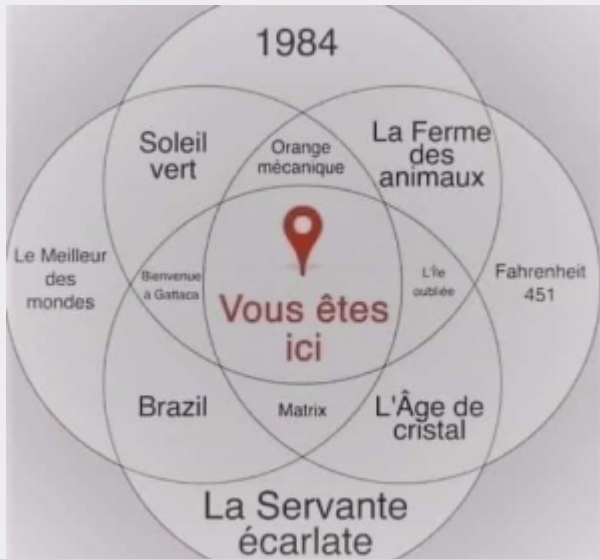 1984
Soleil
vert
Orange
mécanique
La Ferme
des
animaux
Le Meilleur
des
mondes
Bienvenue
à Gattaca
Vous êtes
ici
L'Île
oubliée
Fahrenheit
451
Brazil
Matrix
L'Âge de
cristal
La Servante
écarlate